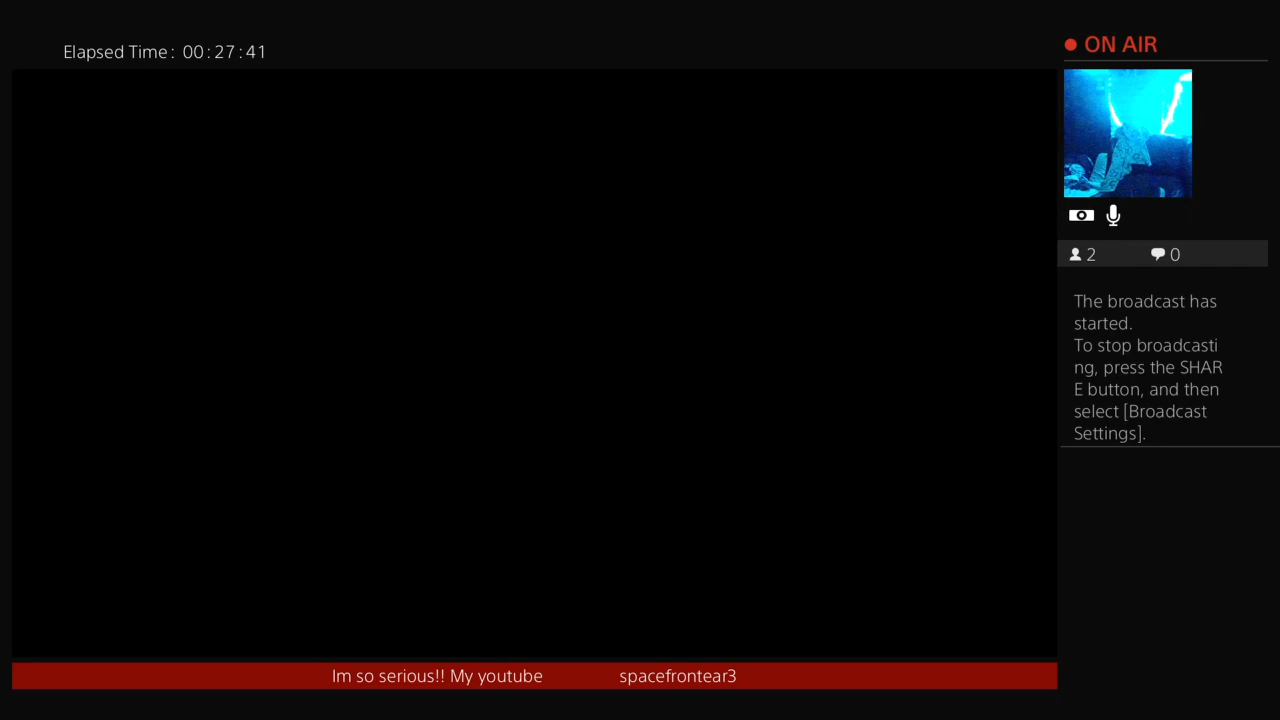 Elapsed Time: 00:27:41
ON AIR
2 0
The broadcast has
started.
To stop broadcasti
ng, press the SHAR
E button, and then
select [Broadcast
Settings].
Im so serious!! My youtube spacefrontear3